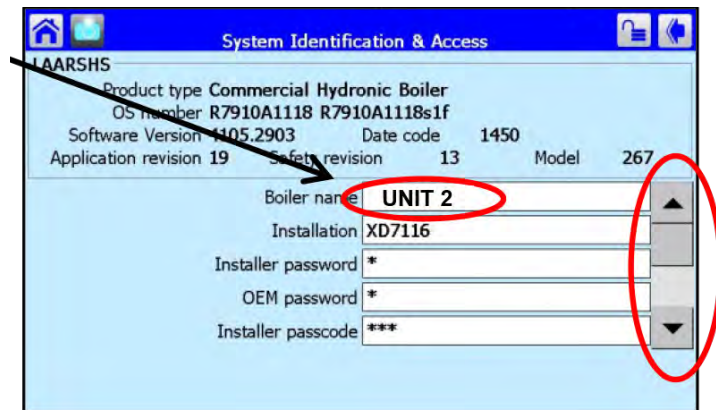 System Identification & Access
LAARSHS
Product type Commercial Hydronic Boiler
OS number R7910A1118 R7910A1118s1f
Software Version 4105.2903 Date code 1450
Application revision 19 Safety revision 13 Model 267
Boiler name UNIT 2
Installation XD7116
Installer password *
OEM password *
Installer passcode ***